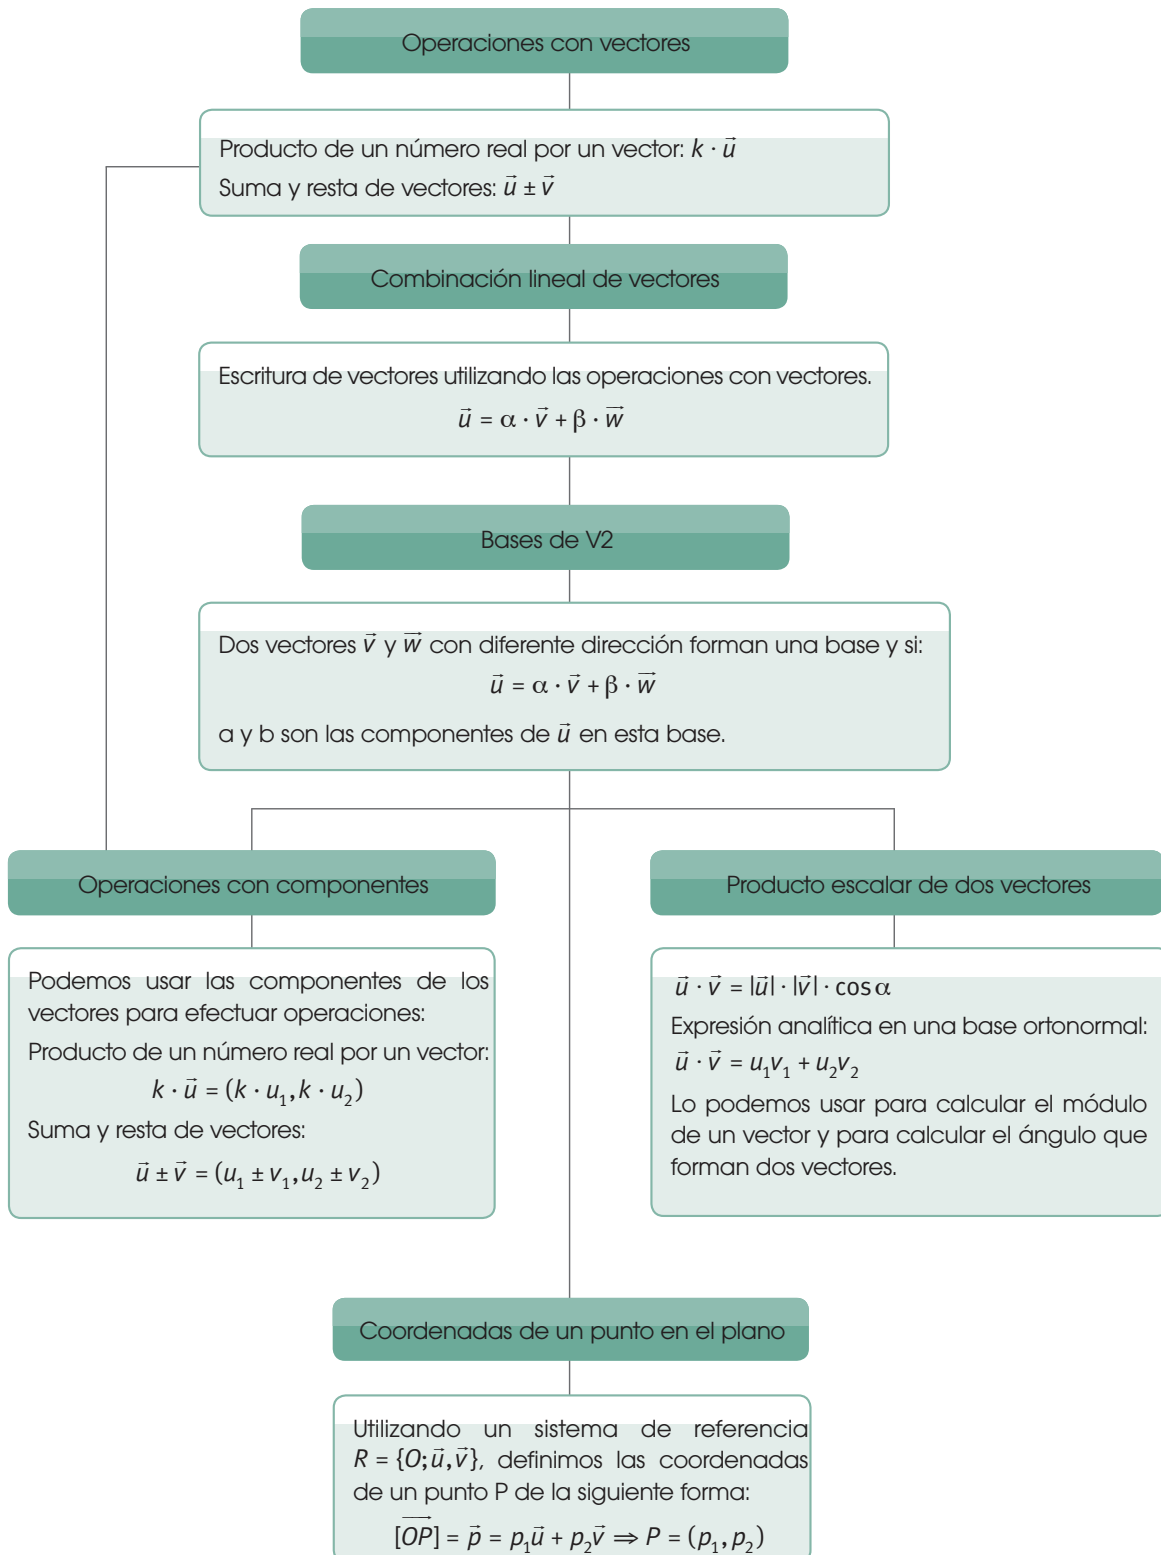 Operaciones con vectores
Producto de un número real por un vector: k · u⃗
Suma y resta de vectores: u⃗ ± v⃗
Combinación lineal de vectores
Escritura de vectores utilizando las operaciones con vectores.
u⃗ = α · v⃗ + β · w⃗
Bases de V2
Dos vectores v⃗ y w⃗ con diferente dirección forman una base y si:
u⃗ = α · v⃗ + β · w⃗
a y b son las componentes de u⃗ en esta base.
Operaciones con componentes
Podemos usar las componentes de los
vectores para efectuar operaciones:
Producto de un número real por un vector:
k · u⃗ = (k · u₁, k · u₂)
Suma y resta de vectores:
u⃗ ± v⃗ = (u₁ ± v₁, u₂ ± v₂)
Producto escalar de dos vectores
u⃗ · v⃗ = |u⃗| · |v⃗| · cos α
Expresión analítica en una base ortonormal:
u⃗ · v⃗ = u₁v₁ + u₂v₂
Lo podemos usar para calcular el módulo
de un vector y para calcular el ángulo que
forman dos vectores.
Coordenadas de un punto en el plano
Utilizando un sistema de referencia
R = {O; u⃗, v⃗}, definimos las coordenadas
de un punto P de la siguiente forma:
[O͞P⃗] = p⃗ = p₁u⃗ + p₂v⃗ ⇒ P = (p₁, p₂)